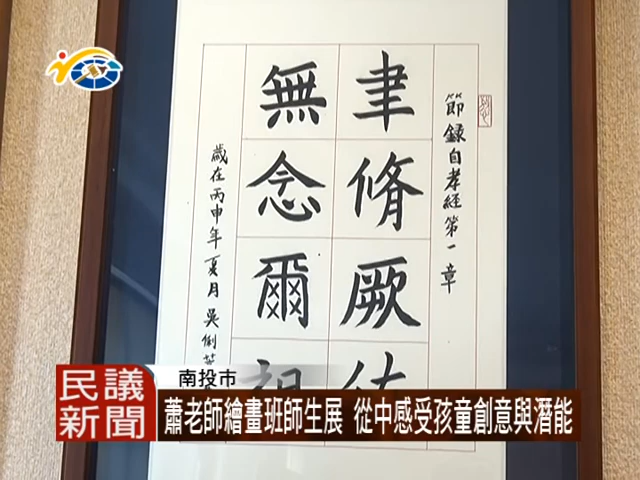 節錄自孝經第一章
聿脩厥
無念爾
歲在丙申年夏月吳俐
南投市
民議新聞
蕭老師繪畫班師生展 從中感受孩童創意與潛能